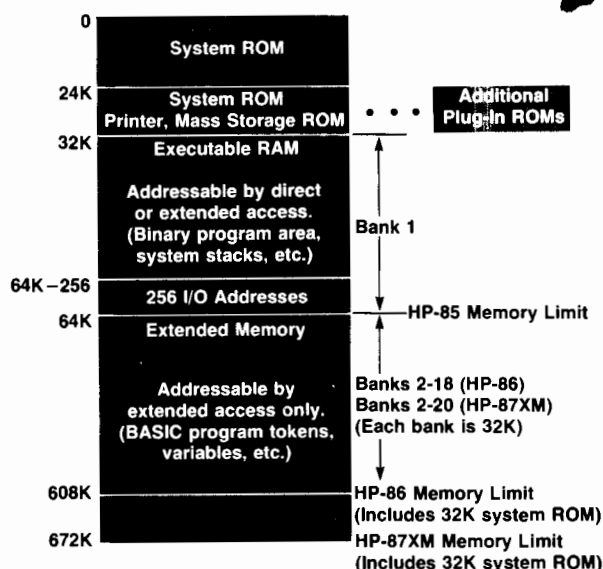 0
System ROM
24K
System ROM
Printer, Mass Storage ROM
• • •
Additional
Plug-In ROMs
32K
Executable RAM
Addressable by direct
or extended access.
(Binary program area,
system stacks, etc.)
Bank 1
64K–256
256 I/O Addresses
64K
HP-85 Memory Limit
Extended Memory
Addressable by
extended access only.
(BASIC program tokens,
variables, etc.)
Banks 2-18 (HP-86)
Banks 2-20 (HP-87XM)
(Each bank is 32K)
608K
HP-86 Memory Limit
(Includes 32K system ROM)
672K
HP-87XM Memory Limit
(Includes 32K system ROM)